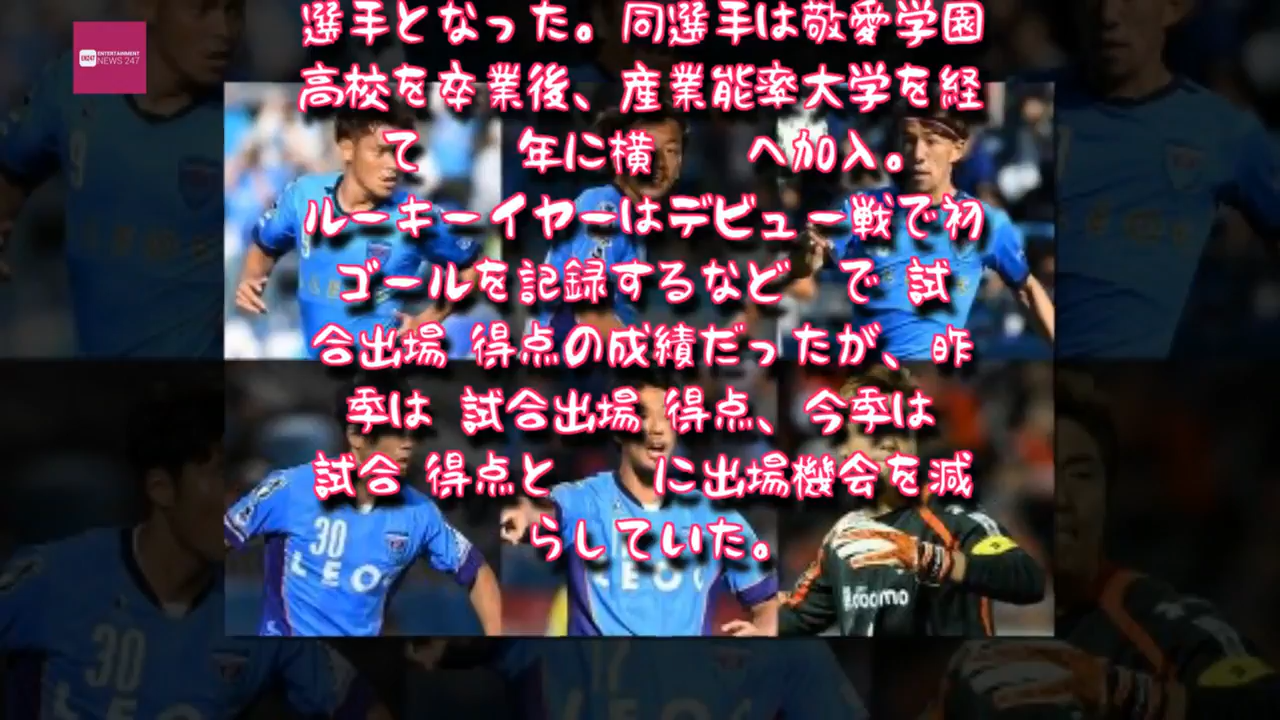 選手となった。同選手は敬愛学園
高校を卒業後、産業能率大学を経
て 年に横 へ加入。
ルーキーイヤーはデビュー戦で初
ゴールを記録するなど で 試
合出場 得点の成績だったが、昨
季は 試合出場 得点、今季は
試合 得点と に出場機会を減
らしていた。
ENTERTAINMENT
NEWS 247
9
30
LEOC
30
LEOC
docomo
17